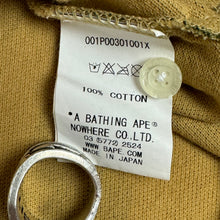 001P00301001X
100% COTTON
*A BATHING APE®
NOWHERE CO.,LTD.
03 (5772) 2524
WWW.BAPE.COM
MADE IN JAPAN